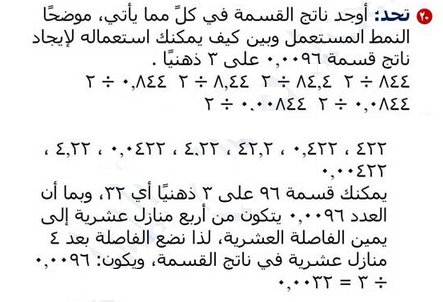 ٢٠ تحد: أوجد ناتج القسمة في كلّ مما يأتي، موضحًا
النمط المستعمل وبين كيف يمكنك استعماله لإيجاد
ناتج قسمة ٠,٠٠٩٦ على ٣ ذهنيًا .
٨٤٤ ÷ ٢ ٨٤,٤ ÷ ٢ ٨,٤٤ ÷ ٢ ٠,٨٤٤ ÷ ٢
٠,٠٨٤٤ ÷ ٢ ٠.٠٠٨٤٤ ÷ ٢
٤٢٢ ، ٠,٤٢٢ ، ٤٢,٢ ، ٤.٢٢ ، ٠,٠٤٢٢ ، ٤,٢٢ ،
٠,٠٠٤٢٢
يمكنك قسمة ٩٦ على ٣ ذهنيًا أي ٣٢، وبما أن
العدد ٠,٠٠٩٦ يتكون من أربع منازل عشرية إلى
يمين الفاصلة العشرية، لذا نضع الفاصلة بعد ٤
منازل عشرية في ناتج القسمة، ويكون: ٠,٠٠٩٦
÷ ٣ = ٠,٠٠٣٢